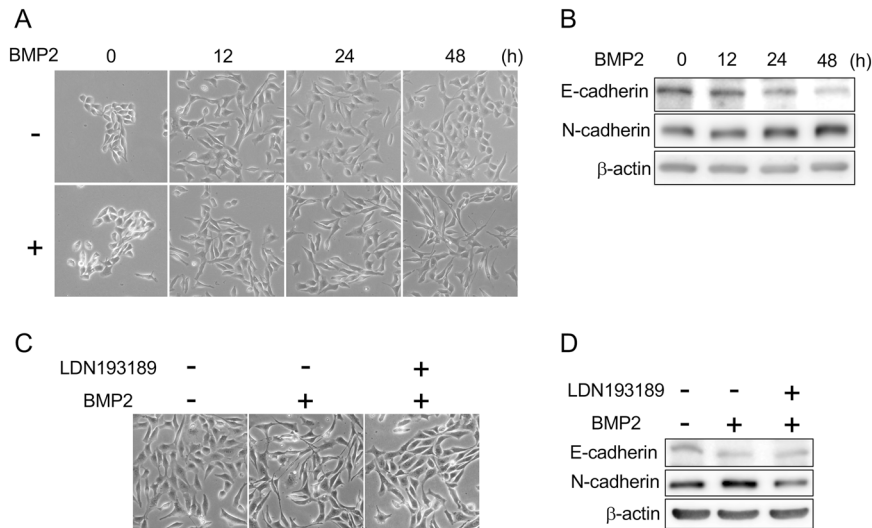 A
BMP2 0 12 24 48 (h)
-
+
B
BMP2 0 12 24 48 (h)
E-cadherin
N-cadherin
β-actin
C
LDN193189 - - +
BMP2 - + +
D
LDN193189 - - +
BMP2 - + +
E-cadherin
N-cadherin
β-actin